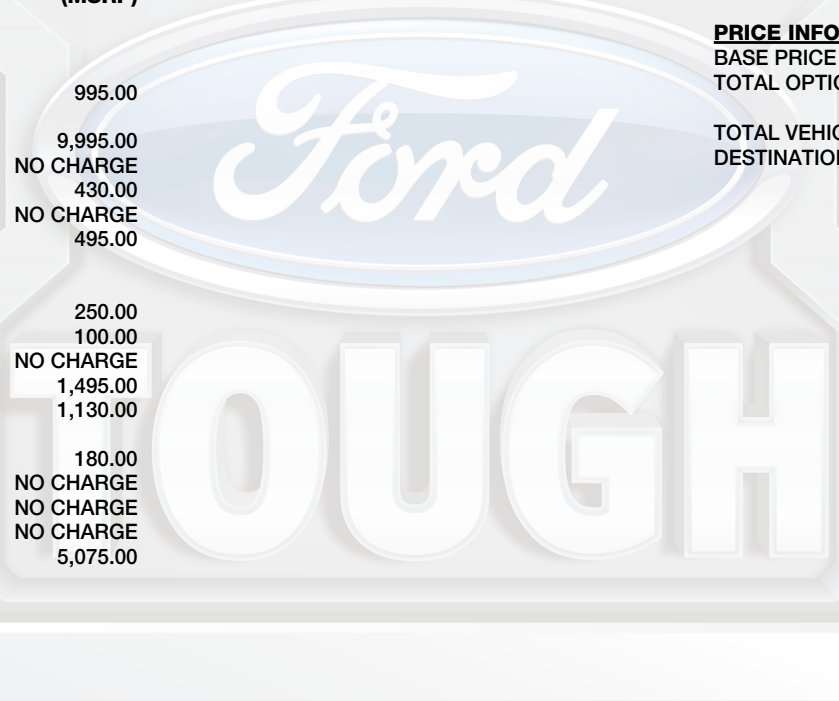 (MSRP)
995.00
9,995.00
NO CHARGE
430.00
NO CHARGE
495.00
250.00
100.00
NO CHARGE
1,495.00
1,130.00
180.00
NO CHARGE
NO CHARGE
NO CHARGE
5,075.00
PRICE INFO
BASE PRICE
TOTAL OPTIO
TOTAL VEHIC
DESTINATION
Ford
TOUGH